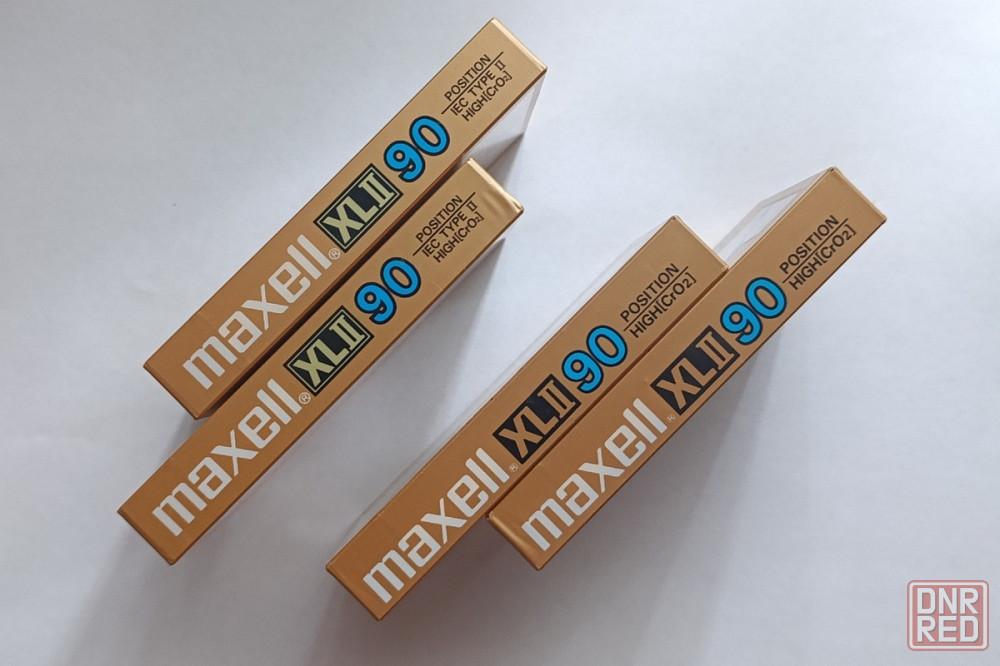 maxell® XLII 90 POSITION
IEC TYPE II
HIGH[CrO2]
maxell® XLII 90 POSITION
IEC TYPE II
HIGH[CrO2]
maxell® XLII 90 POSITION
HIGH[CrO2]
maxell® XLII 90 POSITION
HIGH[CrO2]
DNR
RED